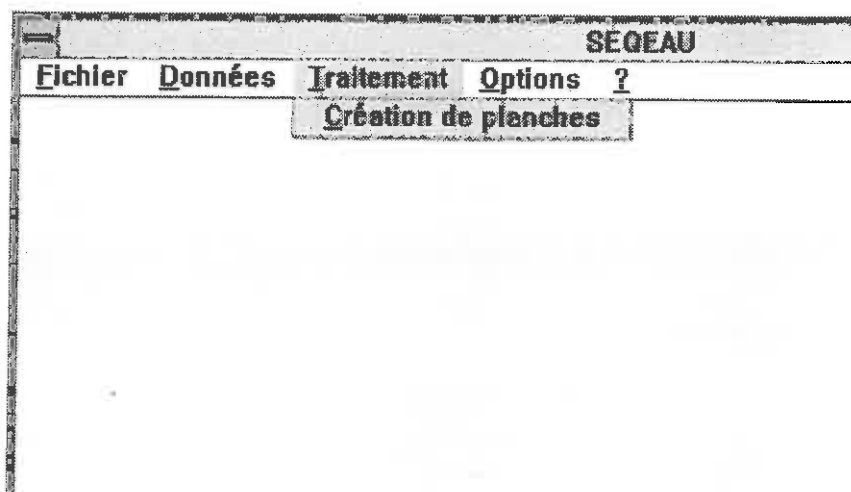 SEQEAU
Fichier Données Traitement Options ?
Création de planches